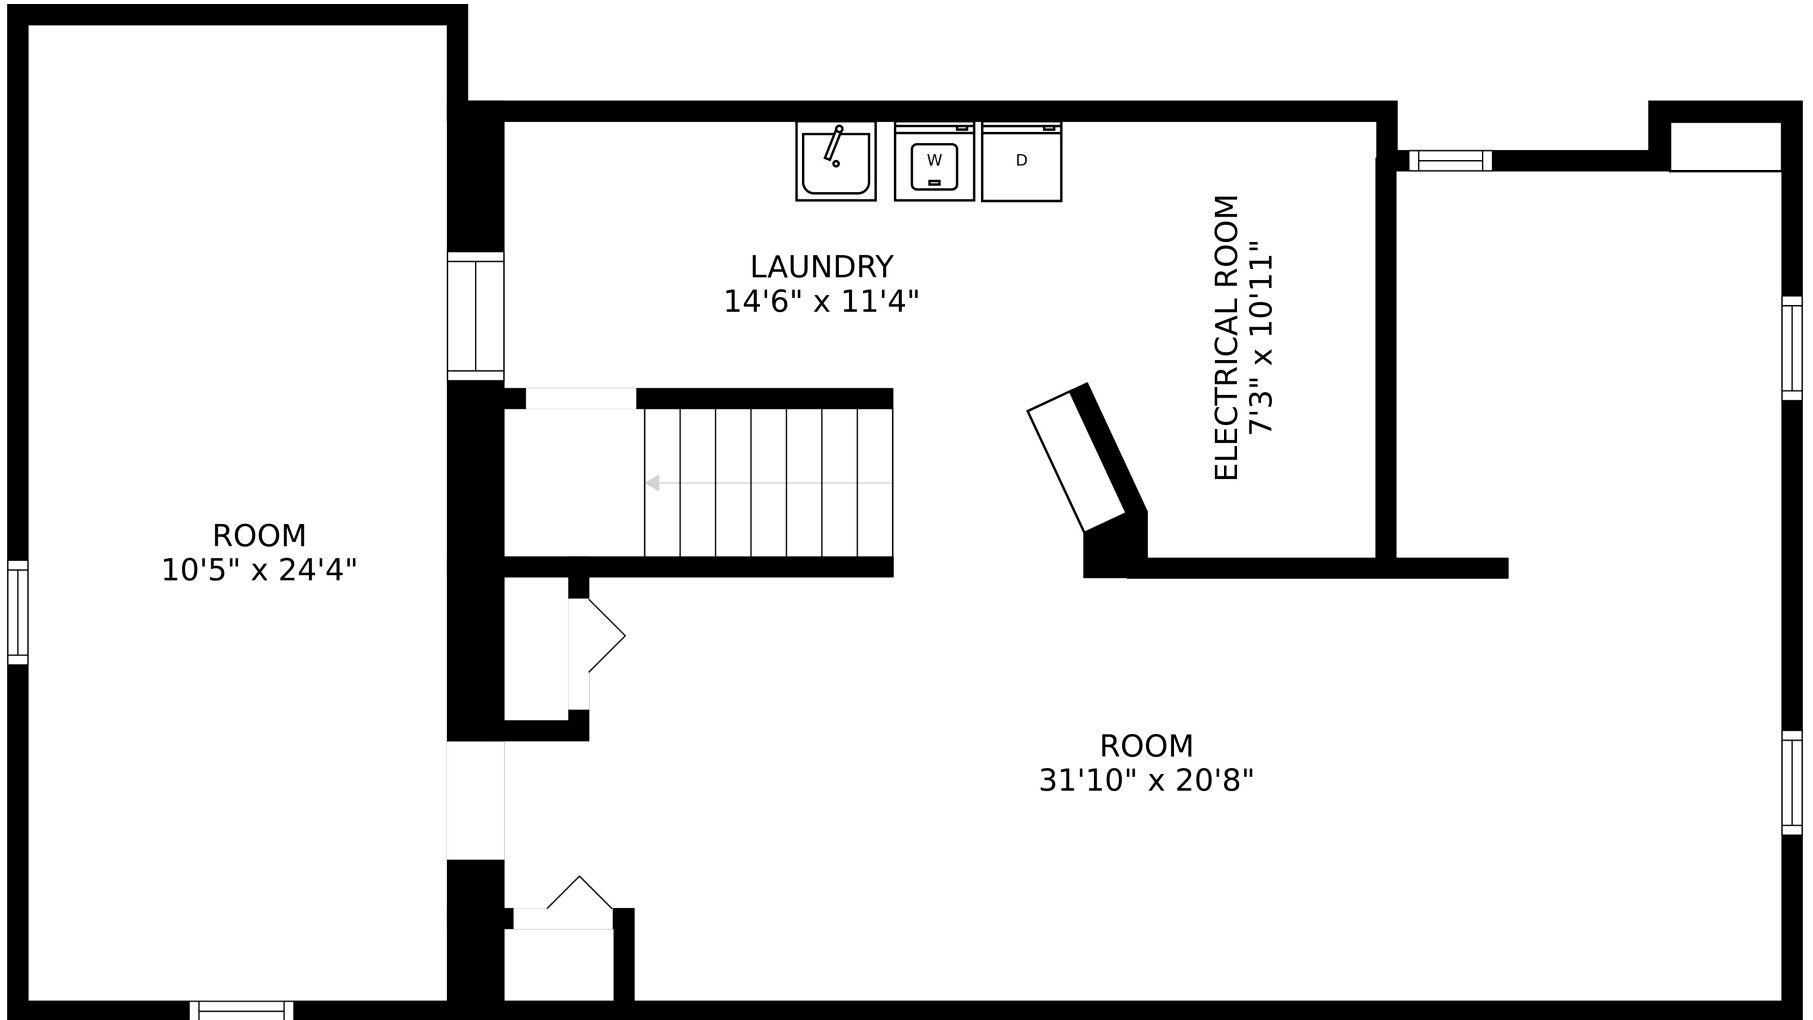 W
D
LAUNDRY
14'6" x 11'4"
ELECTRICAL ROOM
7'3" x 10'11"
ROOM
10'5" x 24'4"
ROOM
31'10" x 20'8"